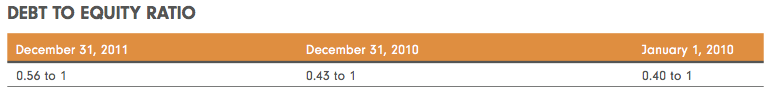 DEBT TO EQUITY RATIO
December 31, 2011 December 31, 2010 January 1, 2010
0.56 to 1 0.43 to 1 0.40 to 1